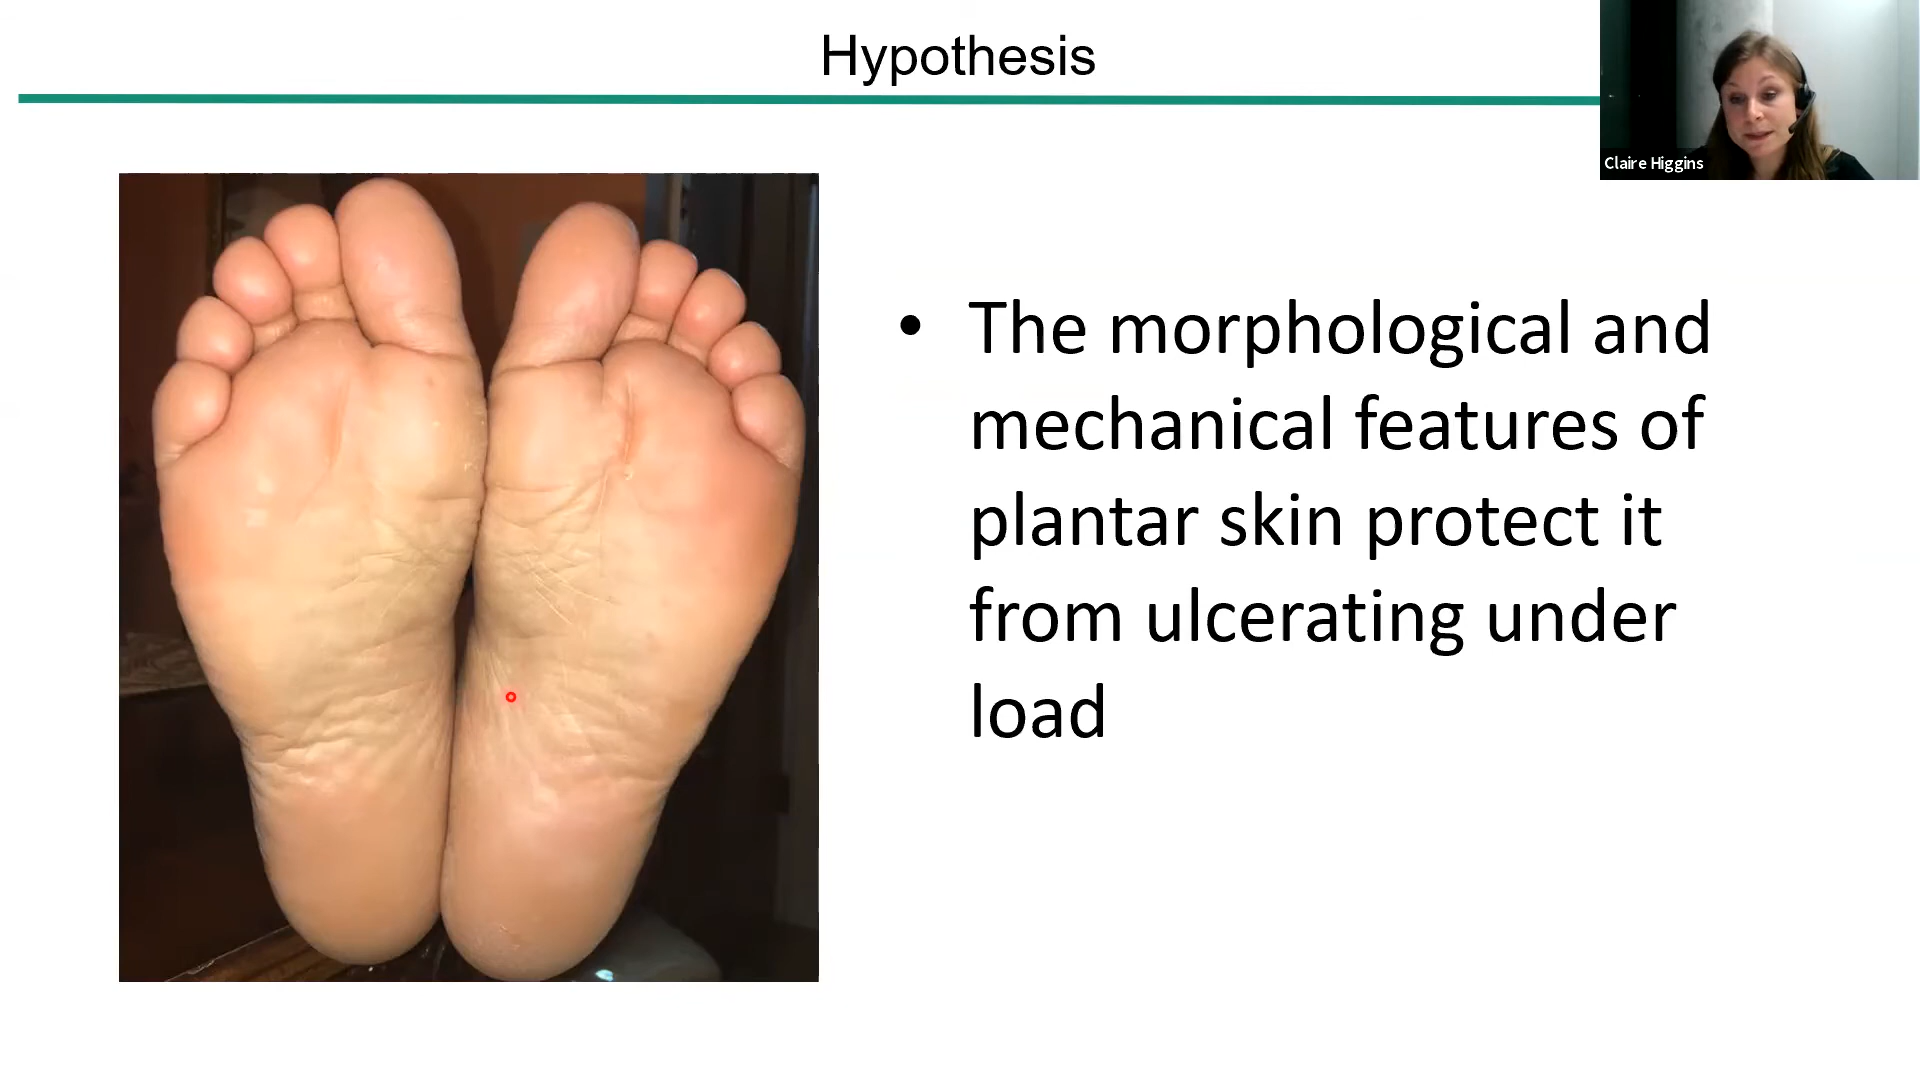 Hypothesis
Claire Higgins
• The morphological and
mechanical features of
plantar skin protect it
from ulcerating under
load